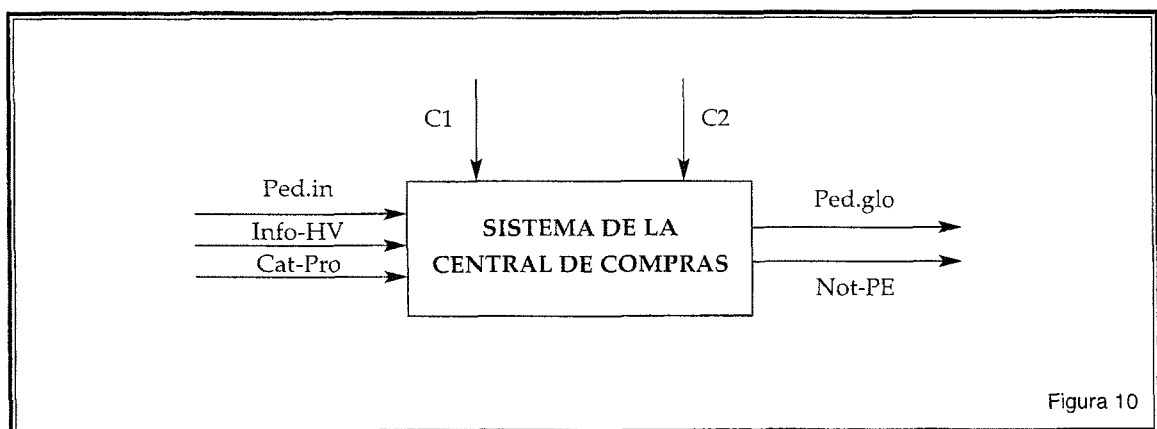 C1
C2
Ped.in
Info-HV
Cat-Pro
SISTEMA DE LA
CENTRAL DE COMPRAS
Ped.glo
Not-PE
Figura 10